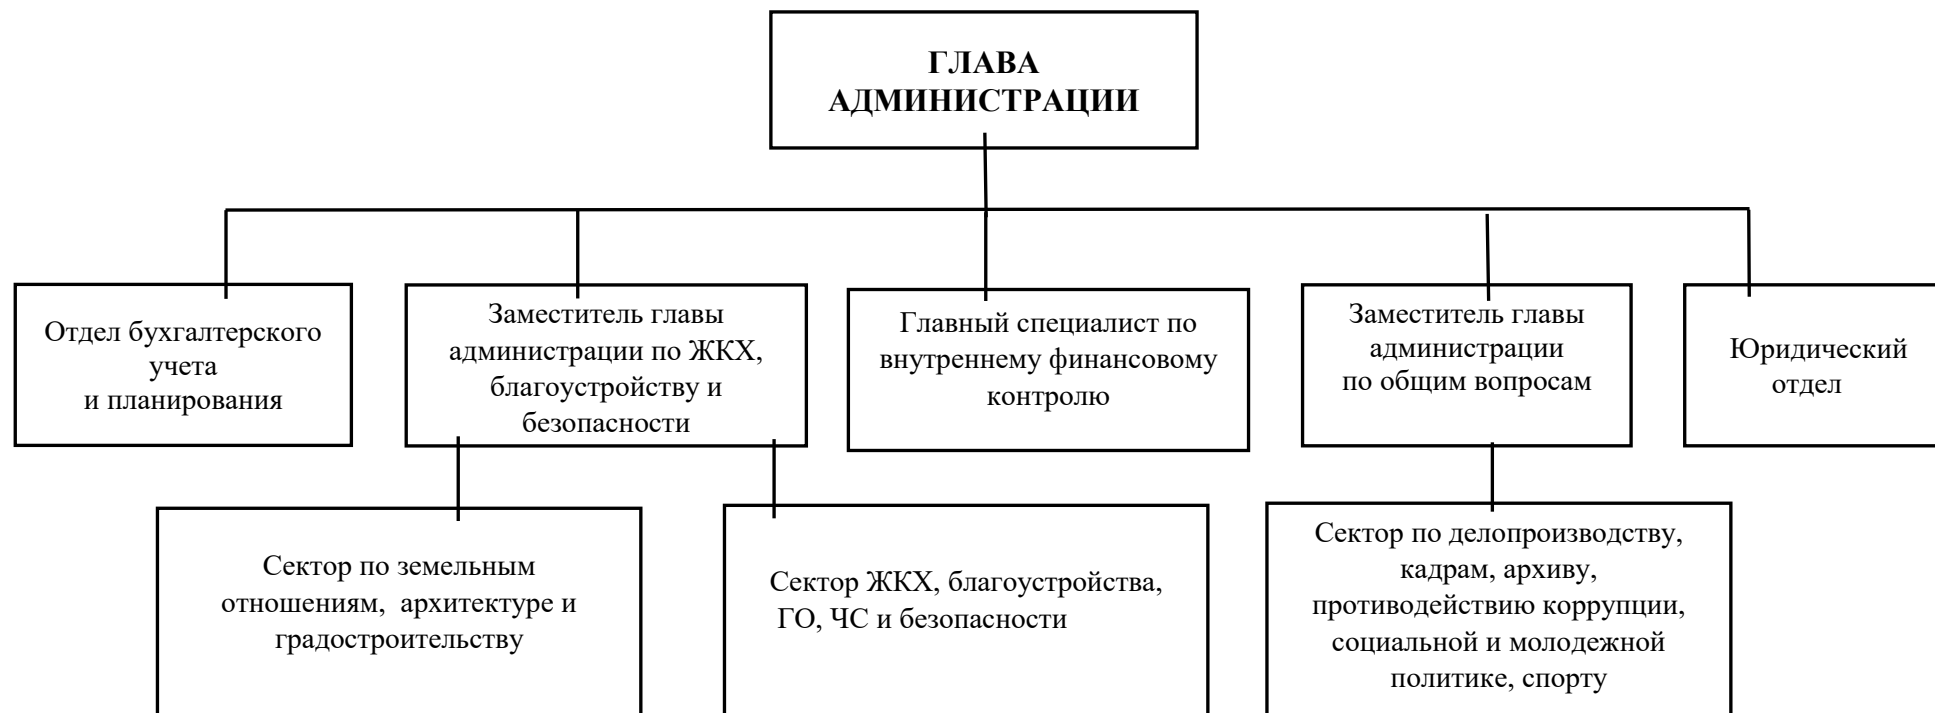 ГЛАВА
АДМИНИСТРАЦИИ
Отдел бухгалтерского
учета
и планирования
Заместитель главы
администрации по ЖКХ,
благоустройству и
безопасности
Главный специалист по
внутреннему финансовому
контролю
Заместитель главы
администрации
по общим вопросам
Юридический
отдел
Сектор по земельным
отношениям, архитектуре и
градостроительству
Сектор ЖКХ, благоустройства,
ГО, ЧС и безопасности
Сектор по делопроизводству,
кадрам, архиву,
противодействию коррупции,
социальной и молодежной
политике, спорту